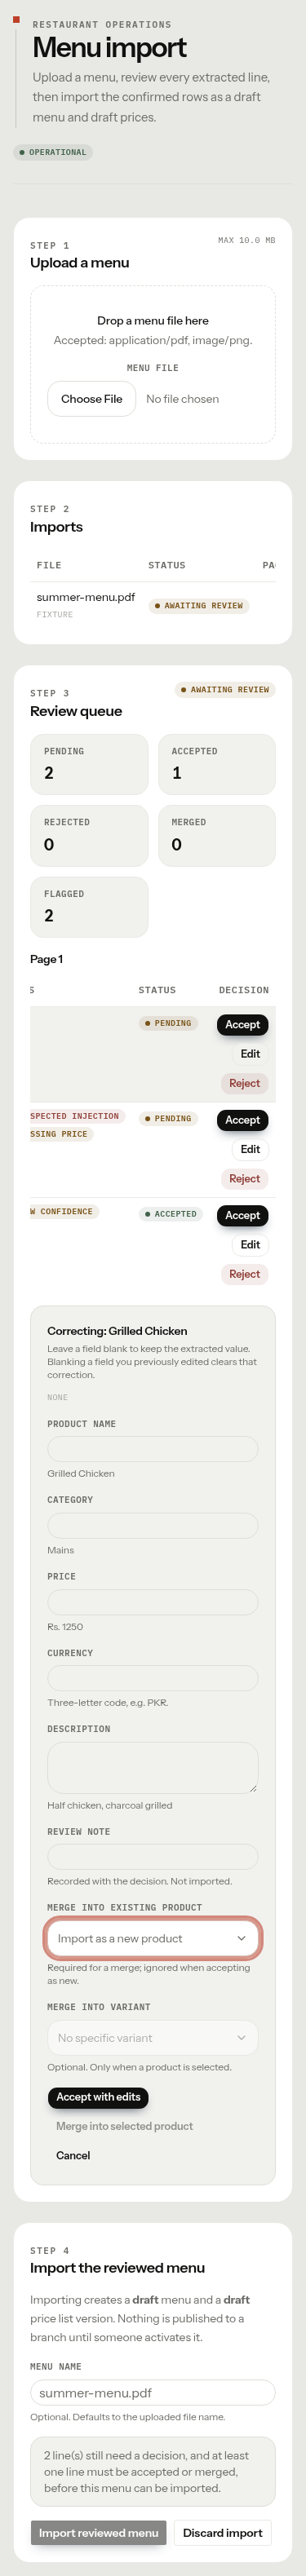 RESTAURANT OPERATIONS
Menu import
Upload a menu, review every extracted line,
then import the confirmed rows as a draft
menu and draft prices.
OPERATIONAL
STEP 1
MAX 10.0 MB
Upload a menu
Drop a menu file here
Accepted: application/pdf, image/png.
MENU FILE
Choose File No file chosen
STEP 2
Imports
FILE STATUS
summer-menu.pdf
FIXTURE
AWAITING REVIEW
STEP 3
AWAITING REVIEW
Review queue
PENDING
2
ACCEPTED
1
REJECTED
0
MERGED
0
FLAGGED
2
Page 1
S STATUS DECISION
PENDING Accept
Edit
Reject
SPECTED INJECTION PENDING Accept
SSING PRICE
Edit
Reject
W CONFIDENCE ACCEPTED Accept
Edit
Reject
Correcting: Grilled Chicken
Leave a field blank to keep the extracted value.
Blanking a field you previously edited clears that
correction.
NONE
PRODUCT NAME
Grilled Chicken
CATEGORY
Mains
PRICE
Rs. 1250
CURRENCY
Three-letter code, e.g. PKR.
DESCRIPTION
Half chicken, charcoal grilled
REVIEW NOTE
Recorded with the decision. Not imported.
MERGE INTO EXISTING PRODUCT
Import as a new product
Required for a merge; ignored when accepting
as new.
MERGE INTO VARIANT
No specific variant
Optional. Only when a product is selected.
Accept with edits
Merge into selected product
Cancel
STEP 4
Import the reviewed menu
Importing creates a draft menu and a draft
price list version. Nothing is published to a
branch until someone activates it.
MENU NAME
summer-menu.pdf
Optional. Defaults to the uploaded file name.
2 line(s) still need a decision, and at least
one line must be accepted or merged,
before this menu can be imported.
Import reviewed menu Discard import